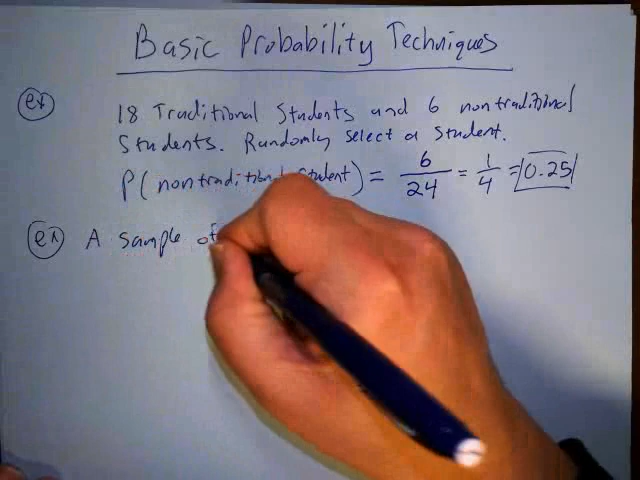 Basic Probability Techniques
ex 18 Traditional Students and 6 nontraditional
Students. Randomly select a student.
P( nontraditional student ) = 6/24 = 1/4 = 0.25
ex A sample of